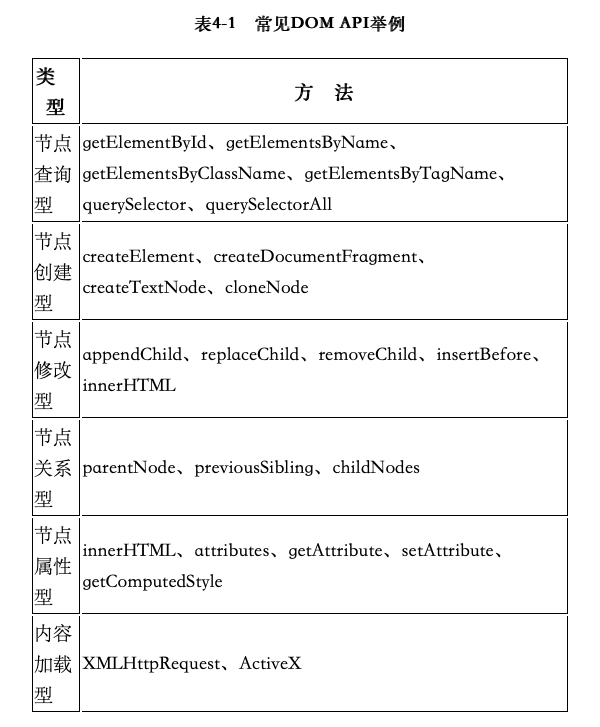 表4-1 常见DOM API举例
类
型
方 法
节点
查询
型
getElementById、getElementsByName、
getElementsByClassName、getElementsByTagName、
querySelector、querySelectorAll
节点
创建
型
createElement、createDocumentFragment、
createTextNode、cloneNode
节点
修改
型
appendChild、replaceChild、removeChild、insertBefore、
innerHTML
节点
关系
型
parentNode、previousSibling、childNodes
节点
属性
型
innerHTML、attributes、getAttribute、setAttribute、
getComputedStyle
内容
加载
型
XMLHttpRequest、ActiveX